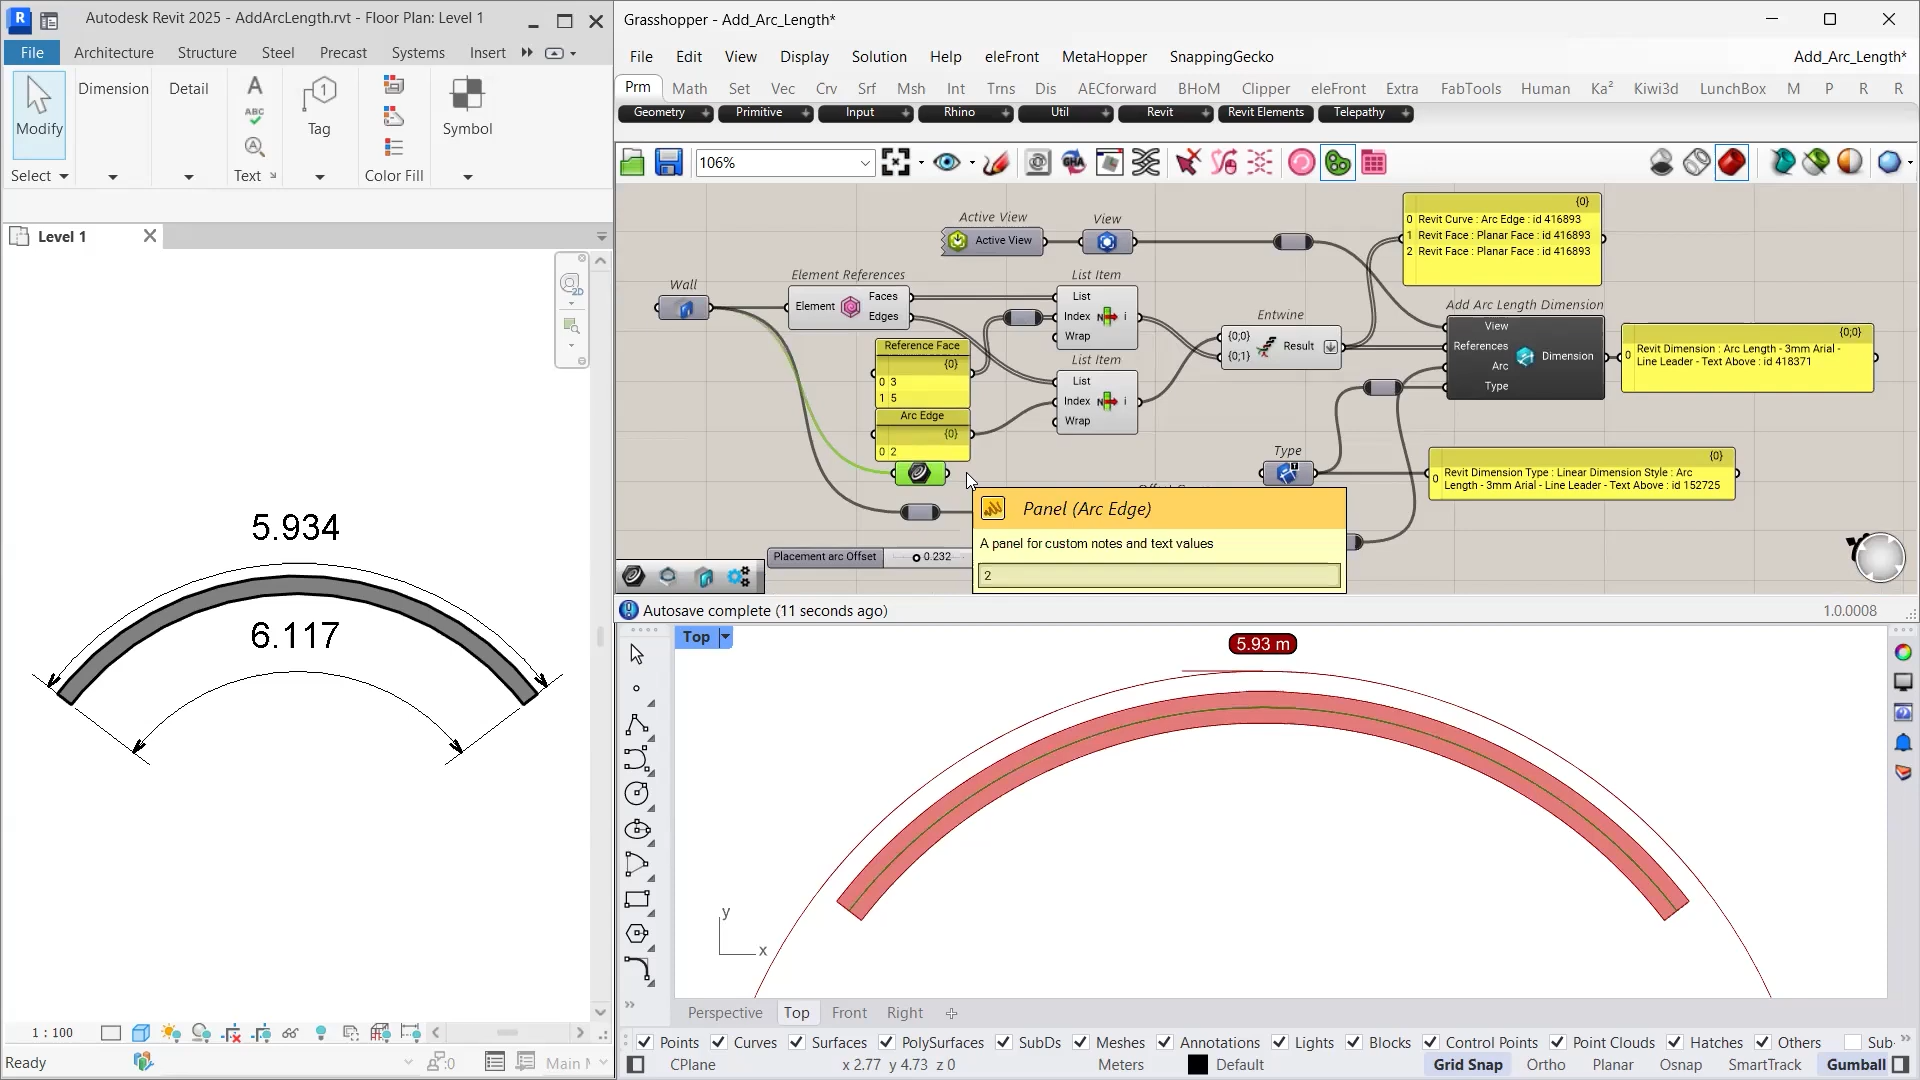 Autodesk Revit 2025 - AddArcLength.rvt - Floor Plan: Level 1
File Architecture Structure Steel Precast Systems Insert
Modify
Dimension
Detail
A
ABC
Tag
Symbol
Select
Text
Color Fill
Level 1
2D
5.934
6.117
1 : 100
Ready
:0
Main
Grasshopper - Add_Arc_Length*
File Edit View Display Solution Help eleFront MetaHopper SnappingGecko
Add_Arc_Length*
Prm Math Set Vec Crv Srf Msh Int Trns Dis AECforward BHoM Clipper eleFront Extra FabTools Human Ka² Kiwi3d LunchBox M P R R
Geometry Primitive Input Rhino Util Revit Revit Elements Telepathy
106%
GHA
Active View
Active View
View
{0}
0 Revit Curve : Arc Edge : id 416893
1 Revit Face : Planar Face : id 416893
2 Revit Face : Planar Face : id 416893
Wall
Element References
Element
Faces
Edges
List Item
List
Index
Wrap
i
List Item
List
Index
Wrap
i
Reference Face
{0}
0 3
1 5
Arc Edge
{0}
0 2
Entwine
{0;0}
{0;1}
Result
Add Arc Length Dimension
View
References
Arc
Type
Dimension
{0;0}
0 Revit Dimension : Arc Length - 3mm Arial -
Line Leader - Text Above : id 418371
Type
{0}
0 Revit Dimension Type : Linear Dimension Style : Arc
Length - 3mm Arial - Line Leader - Text Above : id 152725
Placement arc Offset
0.232
Panel (Arc Edge)
A panel for custom notes and text values
2
Autosave complete (11 seconds ago)
1.0.0008
Top
5.93 m
y
x
Perspective Top Front Right
Points Curves Surfaces PolySurfaces SubDs Meshes Annotations Lights Blocks Control Points Point Clouds Hatches Others Sub
CPlane x 2.77 y 4.73 z 0 Meters Default Grid Snap Ortho Planar Osnap SmartTrack Gumball